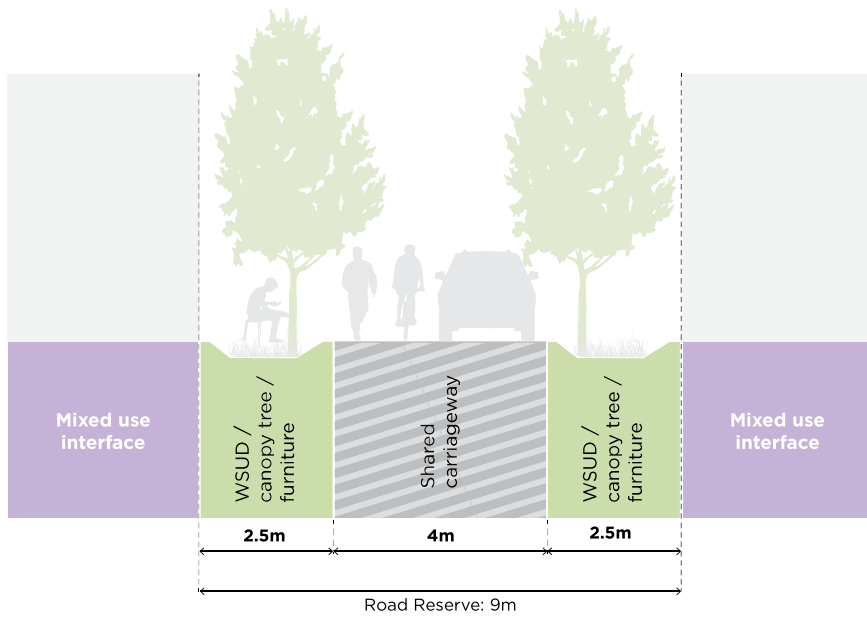 Mixed use
interface
WSUD /
canopy tree /
furniture
Shared
carriageway
WSUD /
canopy tree /
furniture
Mixed use
interface
2.5m
4m
2.5m
Road Reserve: 9m